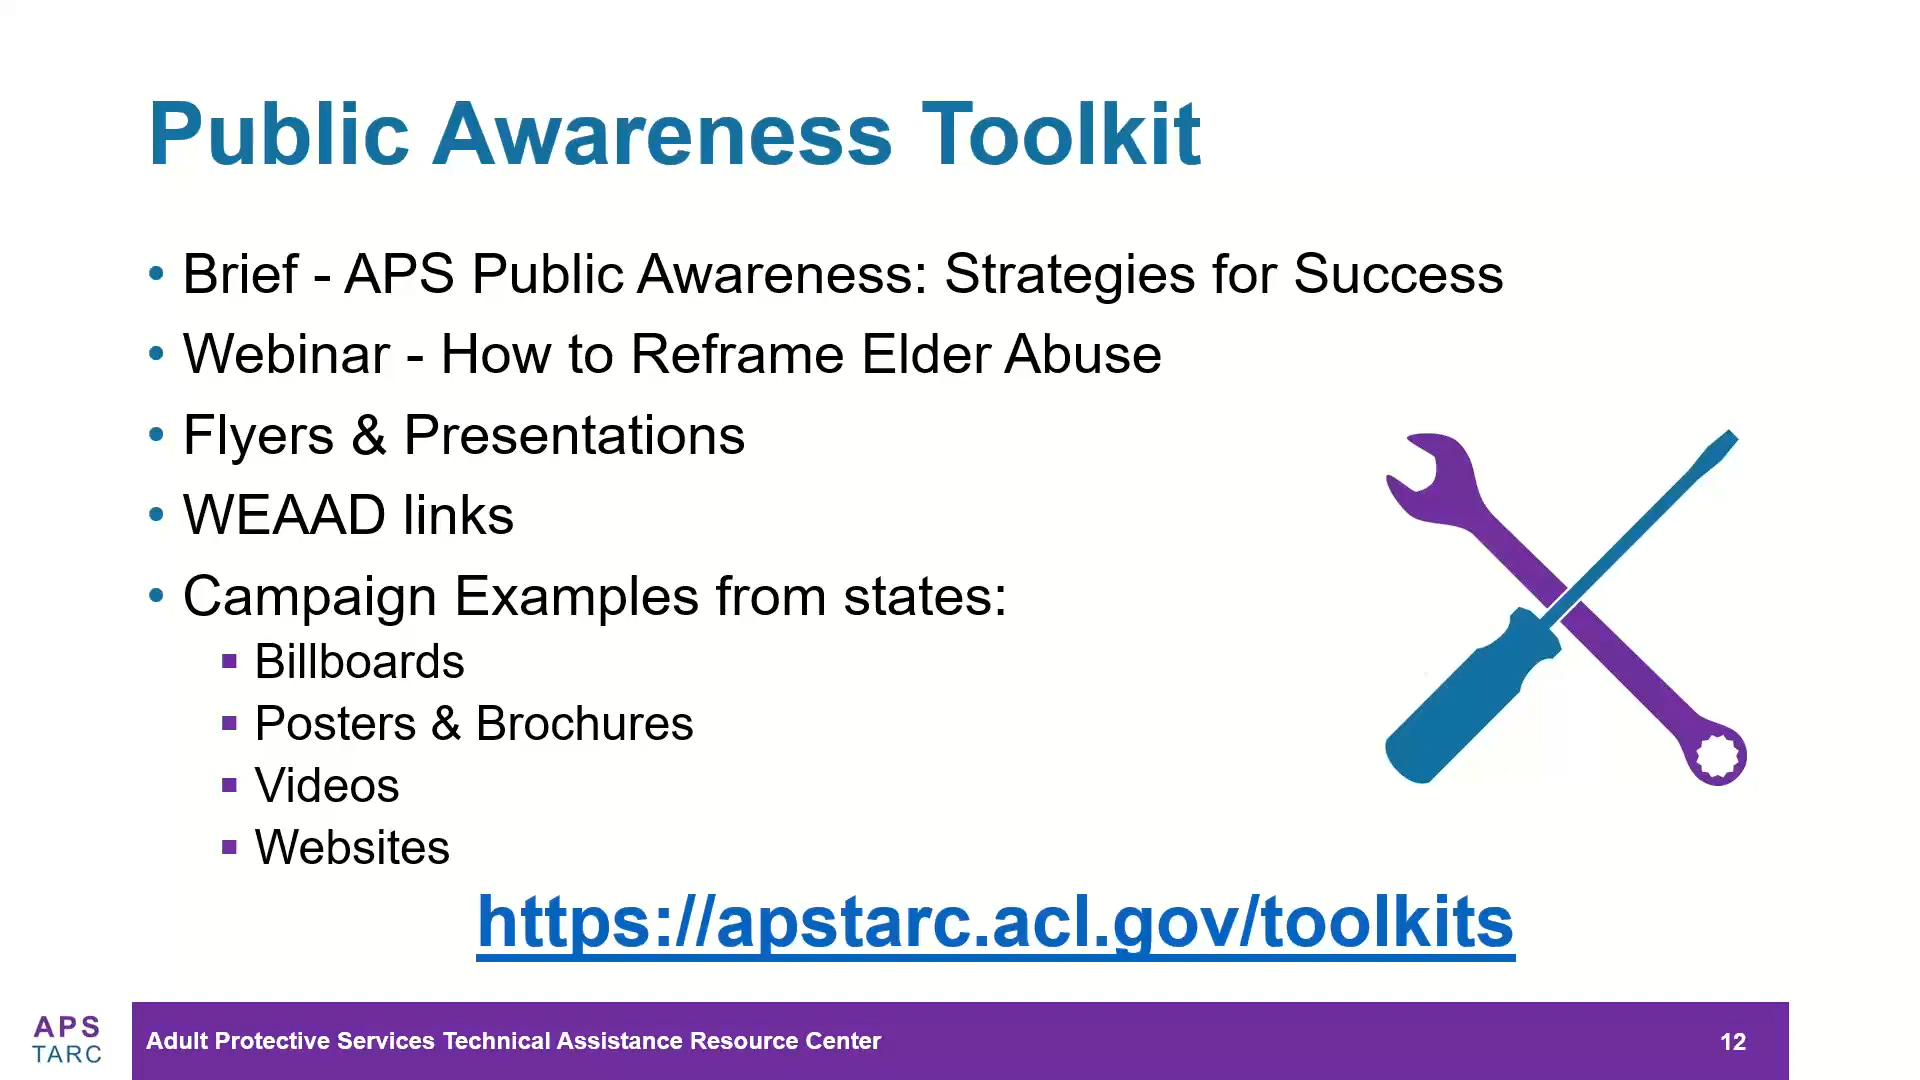 Public Awareness Toolkit
• Brief - APS Public Awareness: Strategies for Success
• Webinar - How to Reframe Elder Abuse
• Flyers & Presentations
• WEAAD links
• Campaign Examples from states:
▪ Billboards
▪ Posters & Brochures
▪ Videos
▪ Websites
https://apstarc.acl.gov/toolkits
APS
TARC
Adult Protective Services Technical Assistance Resource Center
12